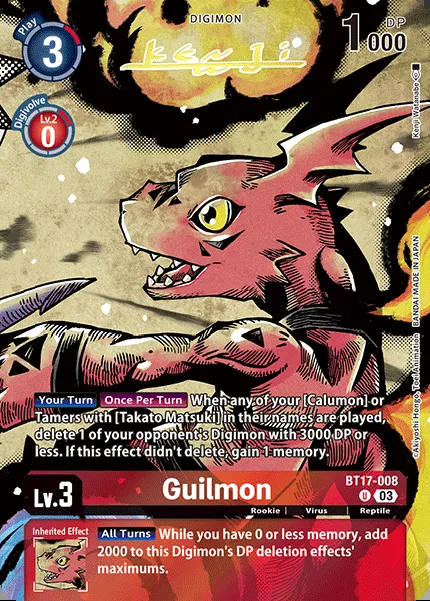 Play
3
DIGIMON
DP
1000
Kenji
Kenji Watanabe
Digivolve
Lv.2
0
©Akiyoshi Hongo, Toei Animation BANDAI MADE IN JAPAN
Your Turn Once Per Turn When any of your [Calumon] or
Tamers with [Takato Matsuki] in their names are played,
delete 1 of your opponent's Digimon with 3000 DP or
less. If this effect didn't delete, gain 1 memory.
Lv.3
Guilmon
BT17-008
U 03
Rookie Virus Reptile
Inherited Effect
All Turns While you have 0 or less memory, add
2000 to this Digimon's DP deletion effects'
maximums.